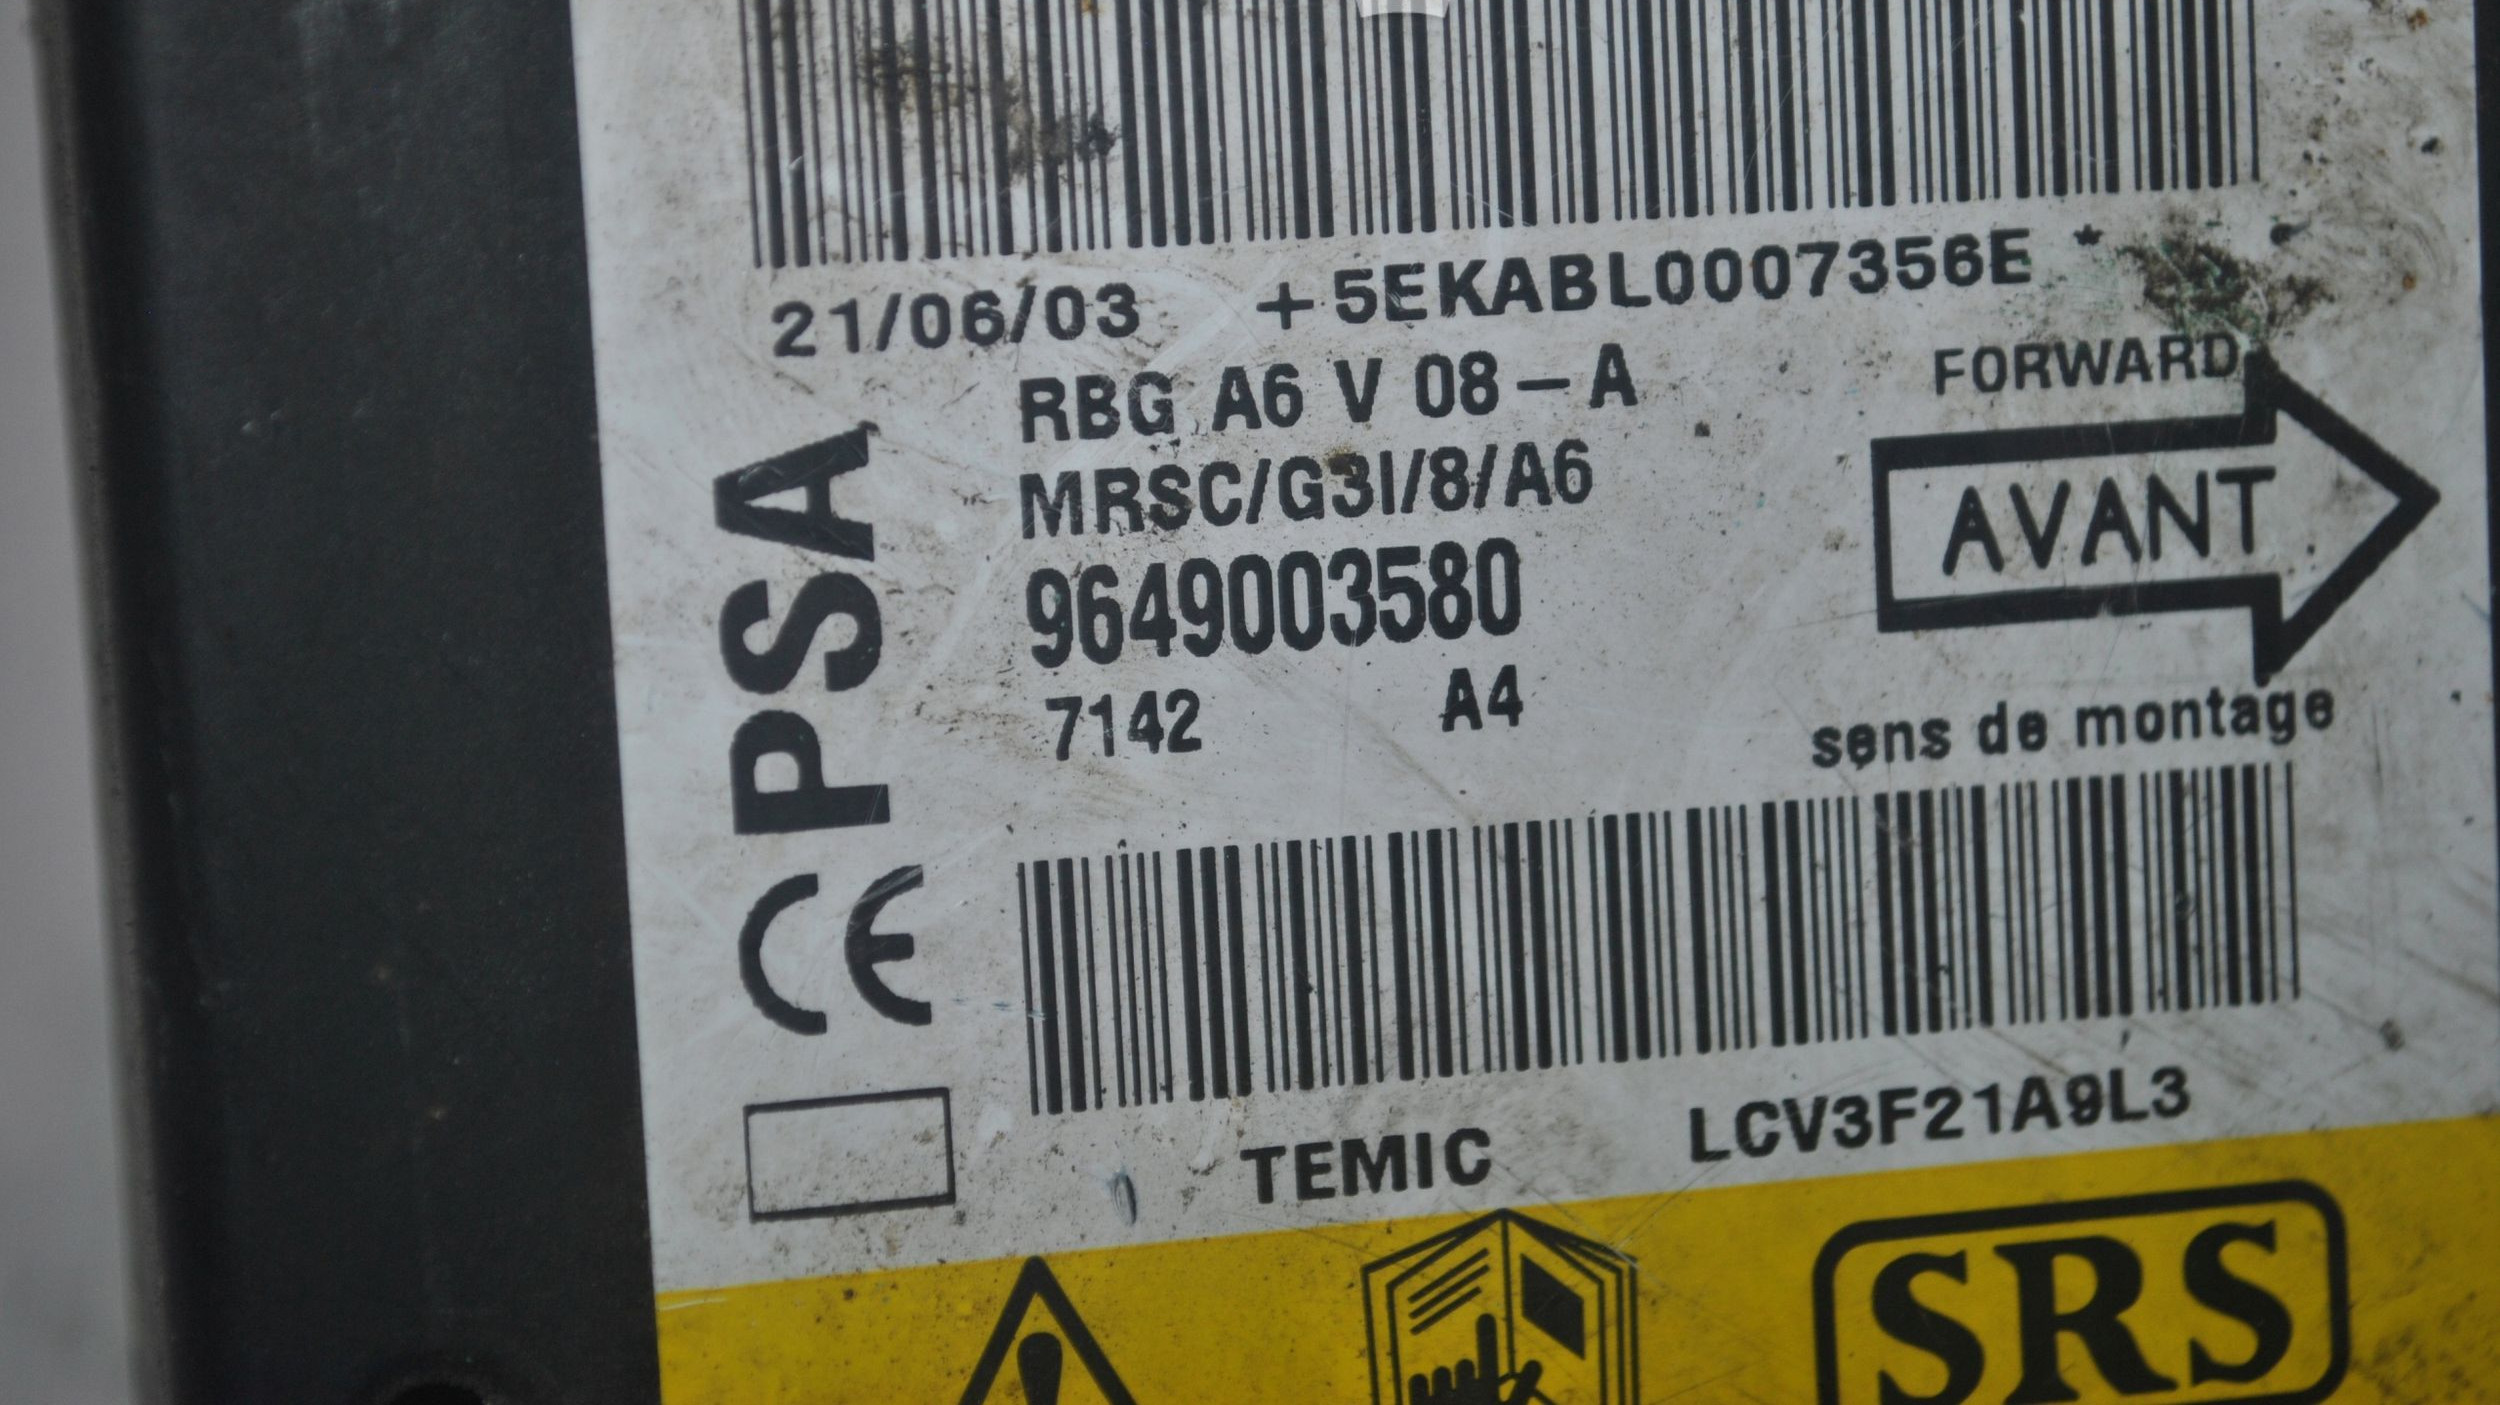 21/06/03 +5EKABL0007356E *
RBG A6 V 08-A
FORWARD
MRSC/G3I/8/A6
AVANT
9649003580
7142 A4
sens de montage
PSA
CE
TEMIC LCV3F21A9L3
SRS